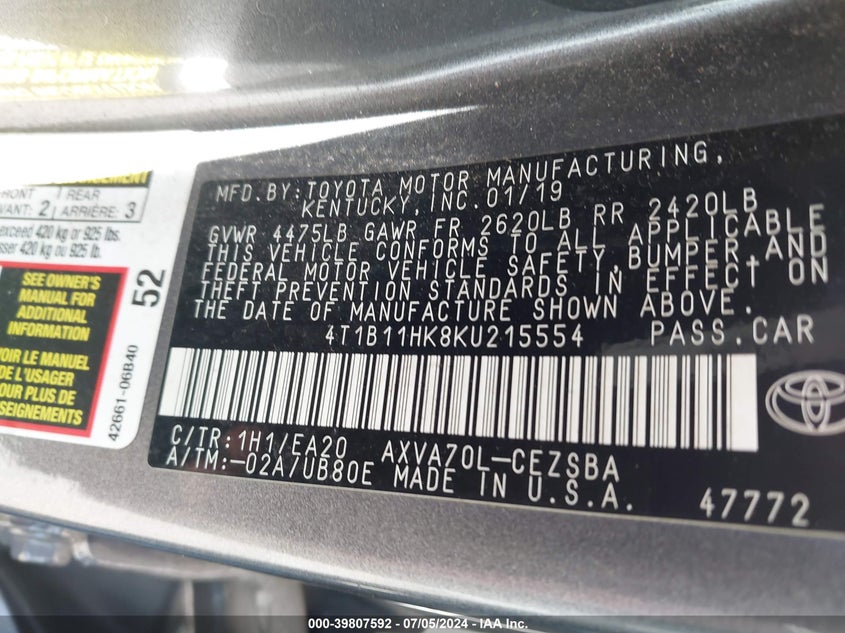 FRONT
VANT: 2
REAR
ARRIÈRE: 3
exceed 420 kg or 925 lbs.
ser 420 kg ou 925 lb.
SEE OWNER'S
MANUAL FOR
ADDITIONAL
INFORMATION
VOIR LE MANUEL
DE L'USAGER
POUR PLUS DE
SEIGNEMENTS
52
42661-06B40
MFD.BY:TOYOTA MOTOR MANUFACTURING,
KENTUCKY, INC.01/19
GVWR 4475LB GAWR FR 2620LB RR 2420LB
THIS VEHICLE CONFORMS TO ALL APPLICABLE
FEDERAL MOTOR VEHICLE SAFETY,BUMPER,AND
THEFT PREVENTION STANDARDS IN EFFECT ON
THE DATE OF MANUFACTURE SHOWN ABOVE.
4T1B11HK8KU215554 PASS.CAR
C/TR:1H1/EA20 AXVA70L-CEZSBA
A/TM:-02A/UB80E MADE IN U.S.A.
47772
000-39807592 - 07/05/2024 - IAA Inc.